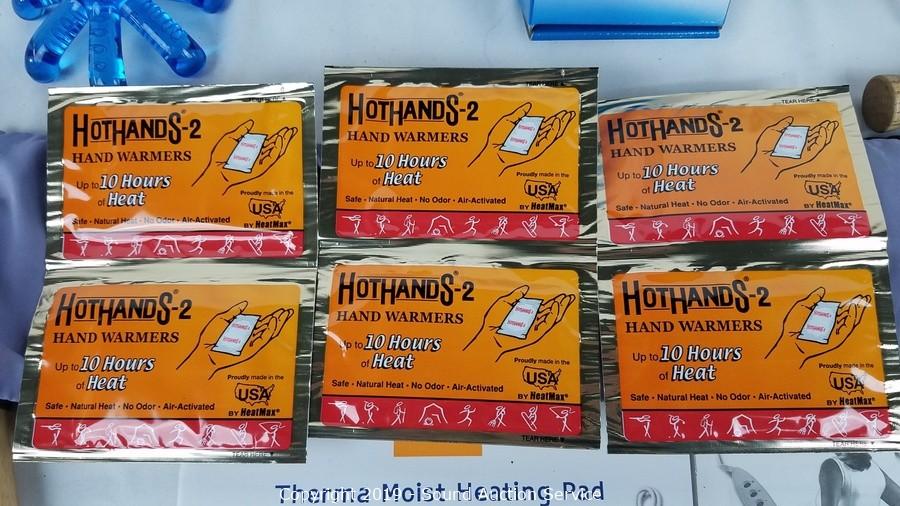 TEAR HERE
HOTHANDS®-2
HAND WARMERS
Up to 10 Hours
of Heat
Proudly made in the
USA
BY HeatMax®
Safe • Natural Heat • No Odor • Air-Activated
TEAR HERE
HOTHANDS®-2
HAND WARMERS
Up to 10 Hours
of Heat
Proudly made in the
USA
BY HeatMax®
Safe • Natural Heat • No Odor • Air-Activated
TEAR HERE
HOTHANDS®-2
HAND WARMERS
Up to 10 Hours
of Heat
Proudly made in the
USA
BY HeatMax®
Safe • Natural Heat • No Odor • Air-Activated
HOTHANDS®-2
HAND WARMERS
Up to 10 Hours
of Heat
Proudly made in the
USA
BY HeatMax®
Safe • Natural Heat • No Odor • Air-Activated
TEAR HERE
HOTHANDS®-2
HAND WARMERS
Up to 10 Hours
of Heat
Proudly made in the
USA
BY HeatMax®
Safe • Natural Heat • No Odor • Air-Activated
TEAR HERE
HOTHANDS®-2
HAND WARMERS
Up to 10 Hours
of Heat
Proudly made in the
USA
BY HeatMax®
Safe • Natural Heat • No Odor • Air-Activated
TEAR HERE
Therma Moist Heating Pad
Copyright 2019 Sound Auction Service